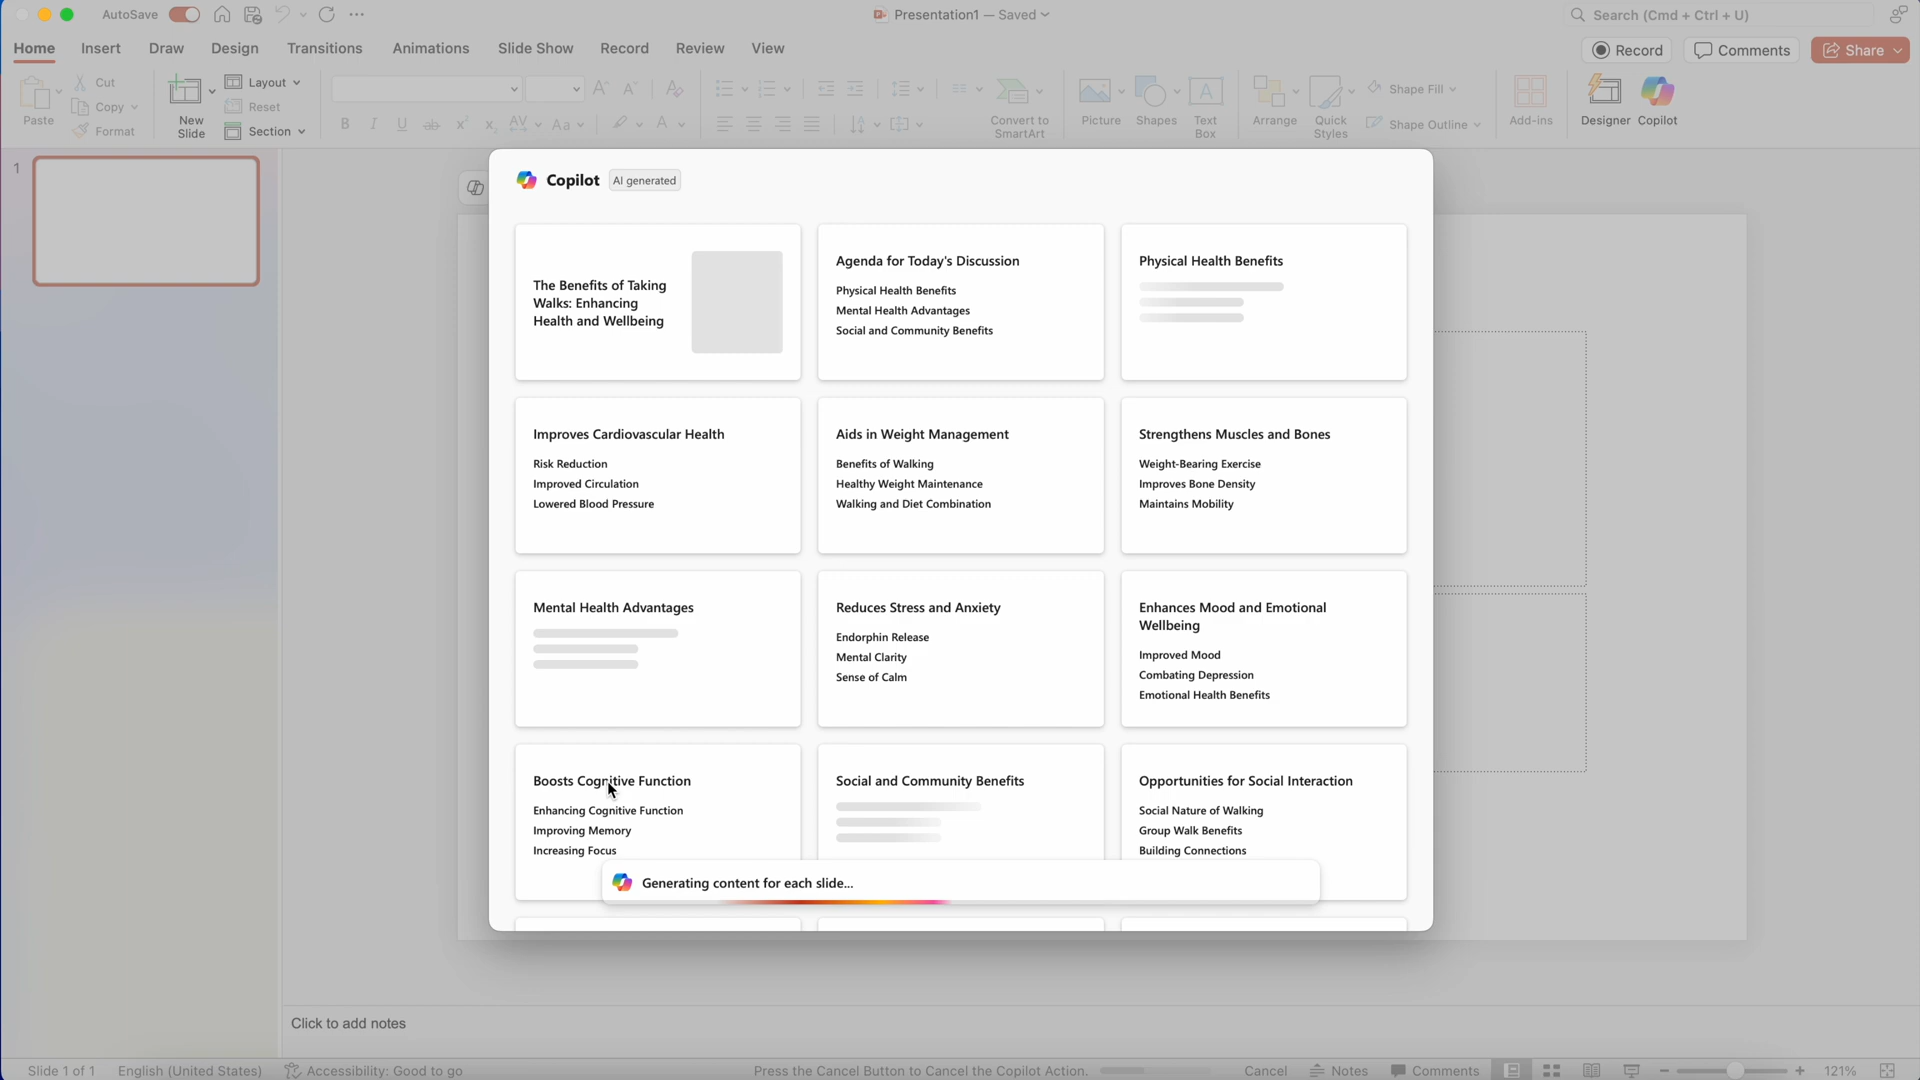 AutoSave
Presentation1 — Saved
Search (Cmd + Ctrl + U)
Home
Insert
Draw
Design
Transitions
Animations
Slide Show
Record
Review
View
Record
Comments
Share
Paste
Cut
Copy
Format
New
Slide
Layout
Reset
Section
B
I
U
ab
x²
x₂
AV
Aa
A
Convert to
SmartArt
Picture
Shapes
Text
Box
Arrange
Quick
Styles
Shape Fill
Shape Outline
Add-ins
Designer
Copilot
1
Copilot
AI generated
The Benefits of Taking
Walks: Enhancing
Health and Wellbeing
Agenda for Today's Discussion
Physical Health Benefits
Mental Health Advantages
Social and Community Benefits
Physical Health Benefits
Improves Cardiovascular Health
Risk Reduction
Improved Circulation
Lowered Blood Pressure
Aids in Weight Management
Benefits of Walking
Healthy Weight Maintenance
Walking and Diet Combination
Strengthens Muscles and Bones
Weight-Bearing Exercise
Improves Bone Density
Maintains Mobility
Mental Health Advantages
Reduces Stress and Anxiety
Endorphin Release
Mental Clarity
Sense of Calm
Enhances Mood and Emotional
Wellbeing
Improved Mood
Combating Depression
Emotional Health Benefits
Boosts Cognitive Function
Enhancing Cognitive Function
Improving Memory
Increasing Focus
Social and Community Benefits
Opportunities for Social Interaction
Social Nature of Walking
Group Walk Benefits
Building Connections
Generating content for each slide...
Click to add notes
Slide 1 of 1
English (United States)
Accessibility: Good to go
Press the Cancel Button to Cancel the Copilot Action.
Cancel
Notes
Comments
121%